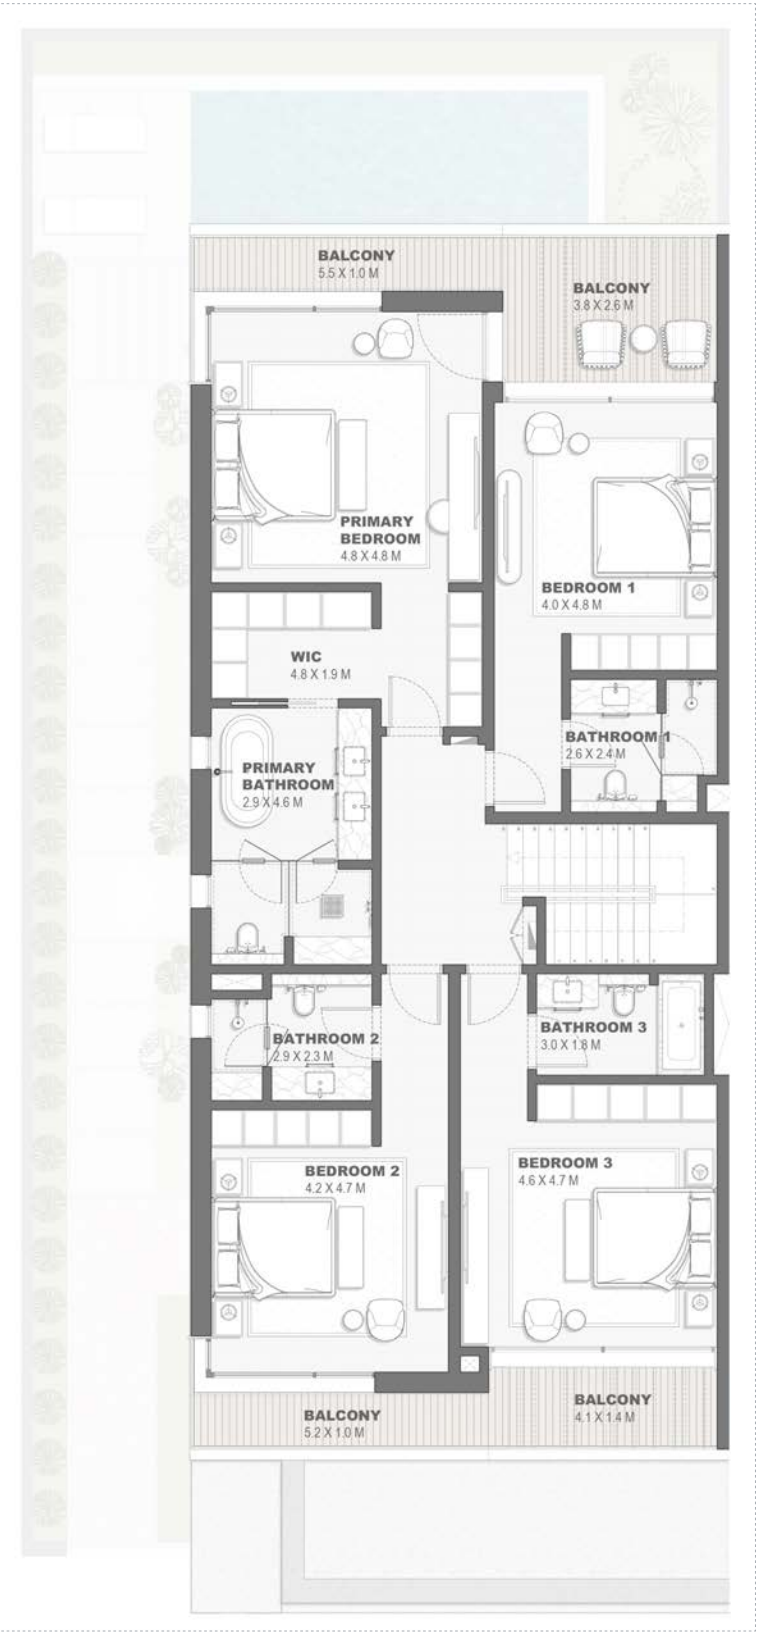 BALCONY
5.5 X 1.0 M
BALCONY
3.8 X 2.6 M
PRIMARY
BEDROOM
4.8 X 4.8 M
BEDROOM 1
4.0 X 4.8 M
WIC
4.8 X 1.9 M
BATHROOM 1
2.6 X 2.4 M
PRIMARY
BATHROOM
2.9 X 4.6 M
BATHROOM 2
2.9 X 2.3 M
BATHROOM 3
3.0 X 1.8 M
BEDROOM 2
4.2 X 4.7 M
BEDROOM 3
4.6 X 4.7 M
BALCONY
5.2 X 1.0 M
BALCONY
4.1 X 1.4 M